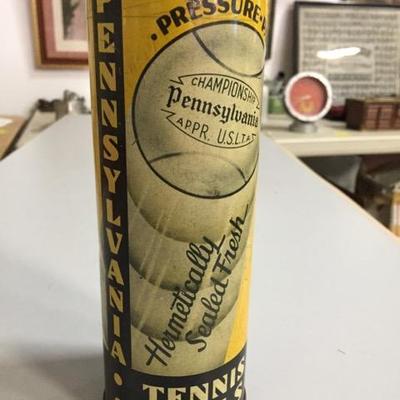 PENNSYLVANIA
PRESSURE
CHAMPIONSHIP
Pennsylvania
APPR. U.S.L.T.A.
Hermetically
Sealed Fresh
TENNIS